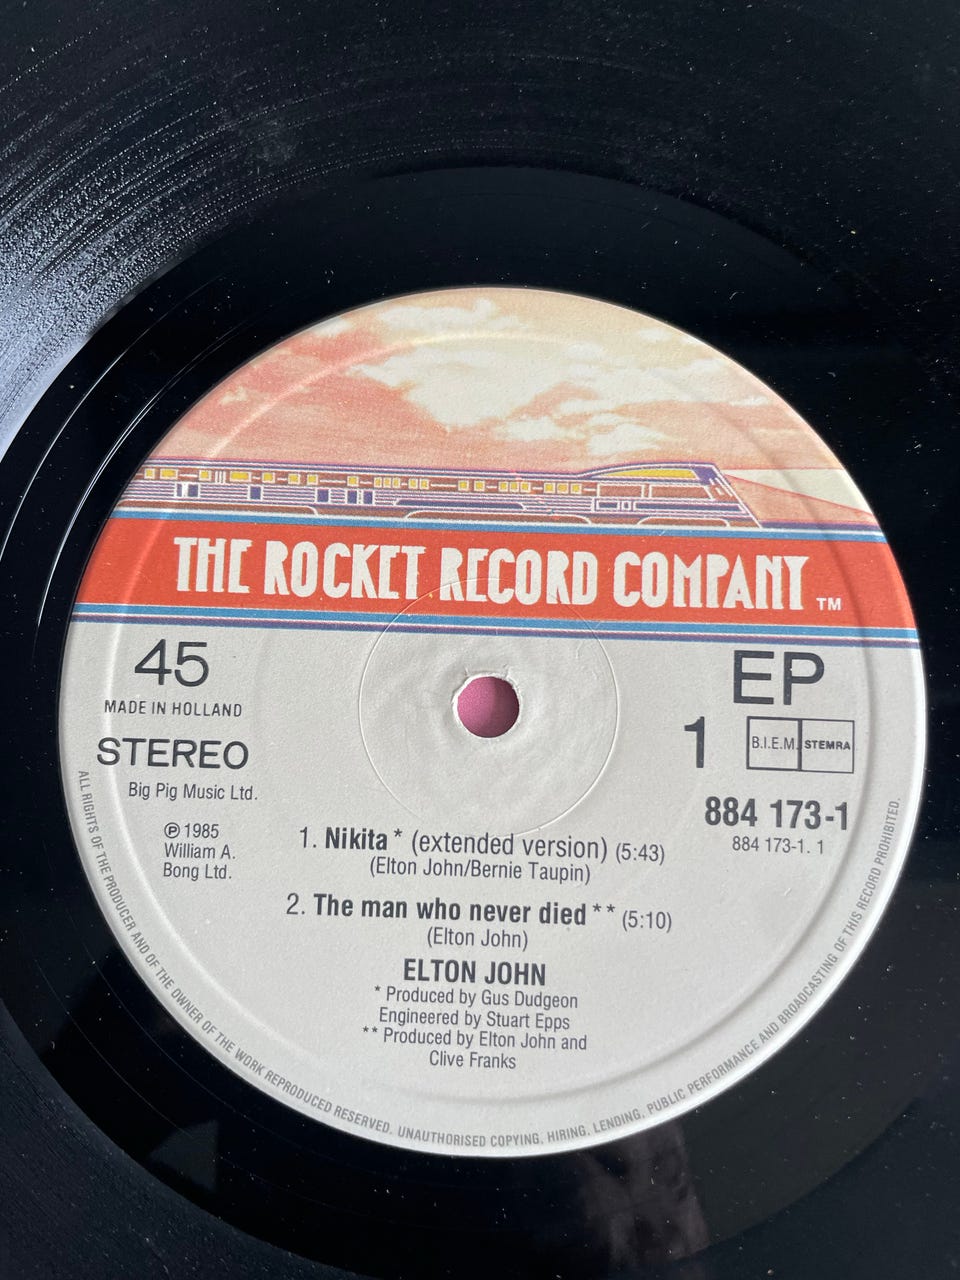 THE ROCKET RECORD COMPANY TM
45
MADE IN HOLLAND
STEREO
Big Pig Music Ltd.
℗ 1985
William A.
Bong Ltd.
EP
1
B.I.E.M. STEMRA
884 173-1
884 173-1. 1
1. Nikita * (extended version) (5:43)
(Elton John/Bernie Taupin)
2. The man who never died ** (5:10)
(Elton John)
ELTON JOHN
* Produced by Gus Dudgeon
Engineered by Stuart Epps
** Produced by Elton John and
Clive Franks
ALL RIGHTS OF THE PRODUCER AND OF THE OWNER OF THE WORK REPRODUCED RESERVED. UNAUTHORISED COPYING, HIRING, LENDING, PUBLIC PERFORMANCE AND BROADCASTING OF THIS RECORD PROHIBITED.